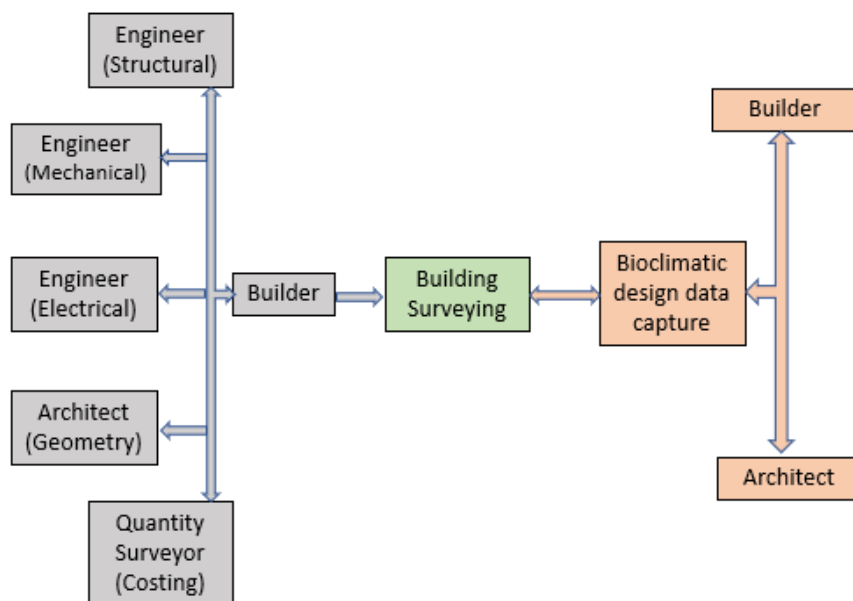 Engineer
(Structural)
Engineer
(Mechanical)
Engineer
(Electrical)
Architect
(Geometry)
Quantity
Surveyor
(Costing)
Builder
Building
Surveying
Bioclimatic
design data
capture
Builder
Architect